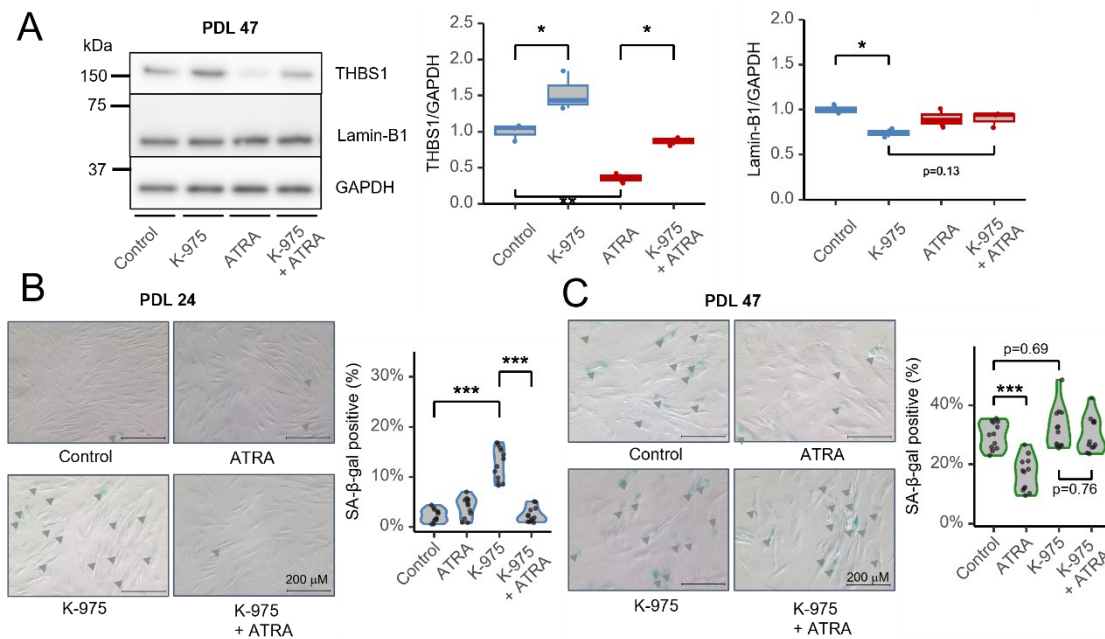 A
PDL 47
kDa
150
75
37
THBS1
Lamin-B1
GAPDH
Control
K-975
ATRA
K-975
+ ATRA
THBS1/GAPDH
2.0
1.5
1.0
0.5
0.0
*
*
**
Control
K-975
ATRA
K-975
+ ATRA
Lamin-B1/GAPDH
2.0
1.5
1.0
0.5
0.0
*
p=0.13
Control
K-975
ATRA
K-975
+ ATRA
B
PDL 24
Control
ATRA
200 μM
K-975
K-975
+ ATRA
SA-β-gal positive (%)
30%
20%
10%
0%
***
***
Control
ATRA
K-975
K-975
+ ATRA
C
PDL 47
Control
ATRA
200 μM
K-975
K-975
+ ATRA
SA-β-gal positive (%)
40%
20%
0%
p=0.69
***
p=0.76
Control
ATRA
K-975
K-975
+ ATRA